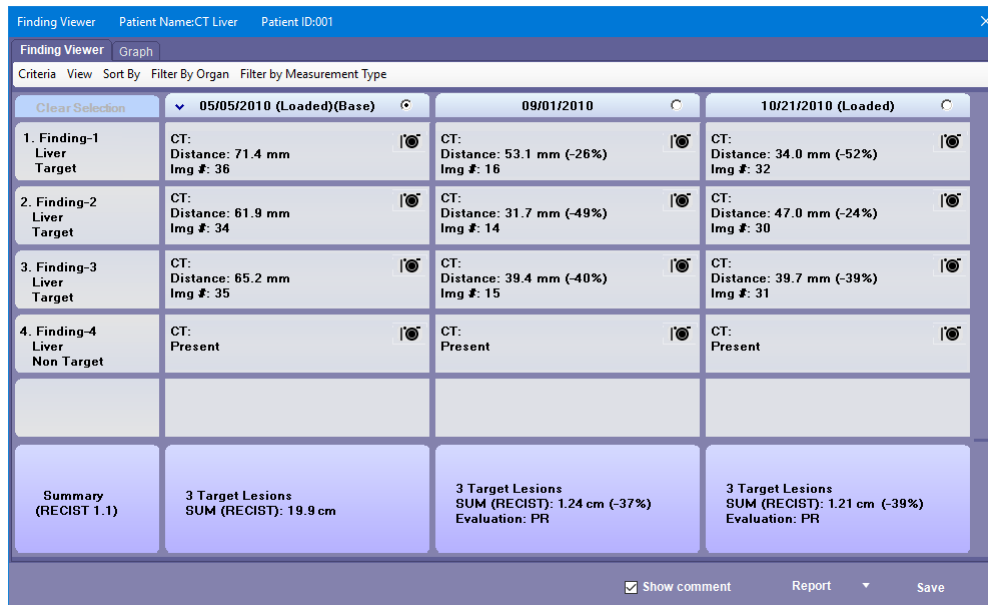 Finding Viewer Patient Name:CT Liver Patient ID:001
Finding Viewer Graph
Criteria View Sort By Filter By Organ Filter by Measurement Type
Clear Selection 05/05/2010 (Loaded)(Base) 09/01/2010 10/21/2010 (Loaded)
1. Finding-1
Liver
Target
CT:
Distance: 71.4 mm
Img #: 36
CT:
Distance: 53.1 mm (-26%)
Img #: 16
CT:
Distance: 34.0 mm (-52%)
Img #: 32
2. Finding-2
Liver
Target
CT:
Distance: 61.9 mm
Img #: 34
CT:
Distance: 31.7 mm (-49%)
Img #: 14
CT:
Distance: 47.0 mm (-24%)
Img #: 30
3. Finding-3
Liver
Target
CT:
Distance: 65.2 mm
Img #: 35
CT:
Distance: 39.4 mm (-40%)
Img #: 15
CT:
Distance: 39.7 mm (-39%)
Img #: 31
4. Finding-4
Liver
Non Target
CT:
Present
CT:
Present
CT:
Present
Summary
(RECIST 1.1)
3 Target Lesions
SUM (RECIST): 19.9 cm
3 Target Lesions
SUM (RECIST): 1.24 cm (-37%)
Evaluation: PR
3 Target Lesions
SUM (RECIST): 1.21 cm (-39%)
Evaluation: PR
Show comment Report Save